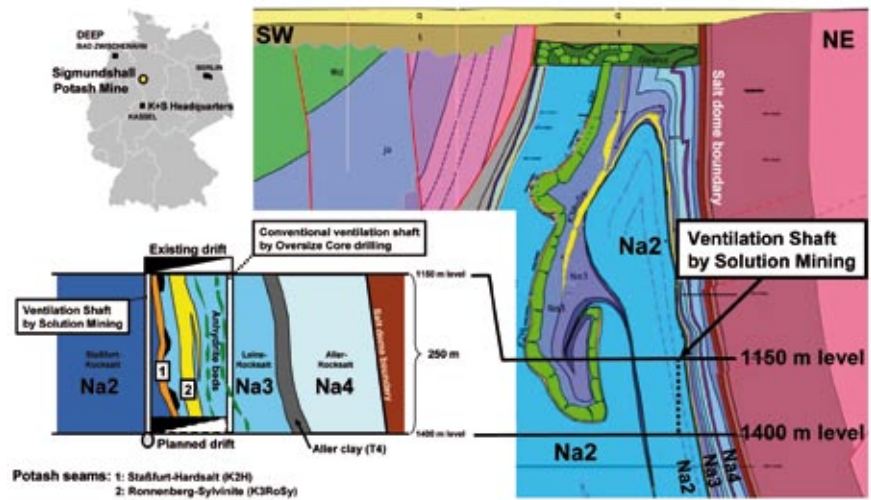 DEEP
BAD ZWISCHENAHN
BERLIN
Sigmundshall
Potash Mine
K+S Headquarters
KASSEL
q
q
SW
t
t
NE
Salt dome boundary
jo
Na3
Na2
Na2
Ventilation Shaft
by Solution Mining
1150 m level
1400 m level
Na2
Na3
Na4
Conventional ventilation shaft
by Oversize Core drilling
Existing drift
1150 m level
Ventilation Shaft
by Solution Mining
Staßfurt-
Rocksalt
Na2
1
2
Anhydrite beds
Leine-
Rocksalt
Na3
Aller-
Rocksalt
Na4
Salt dome boundary
250 m
1400 m level
Planned drift
Aller clay (T4)
Potash seams: 1: Staßfurt-Hardsalt (K2H)
2: Ronnenberg-Sylvinite (K3RoSy)